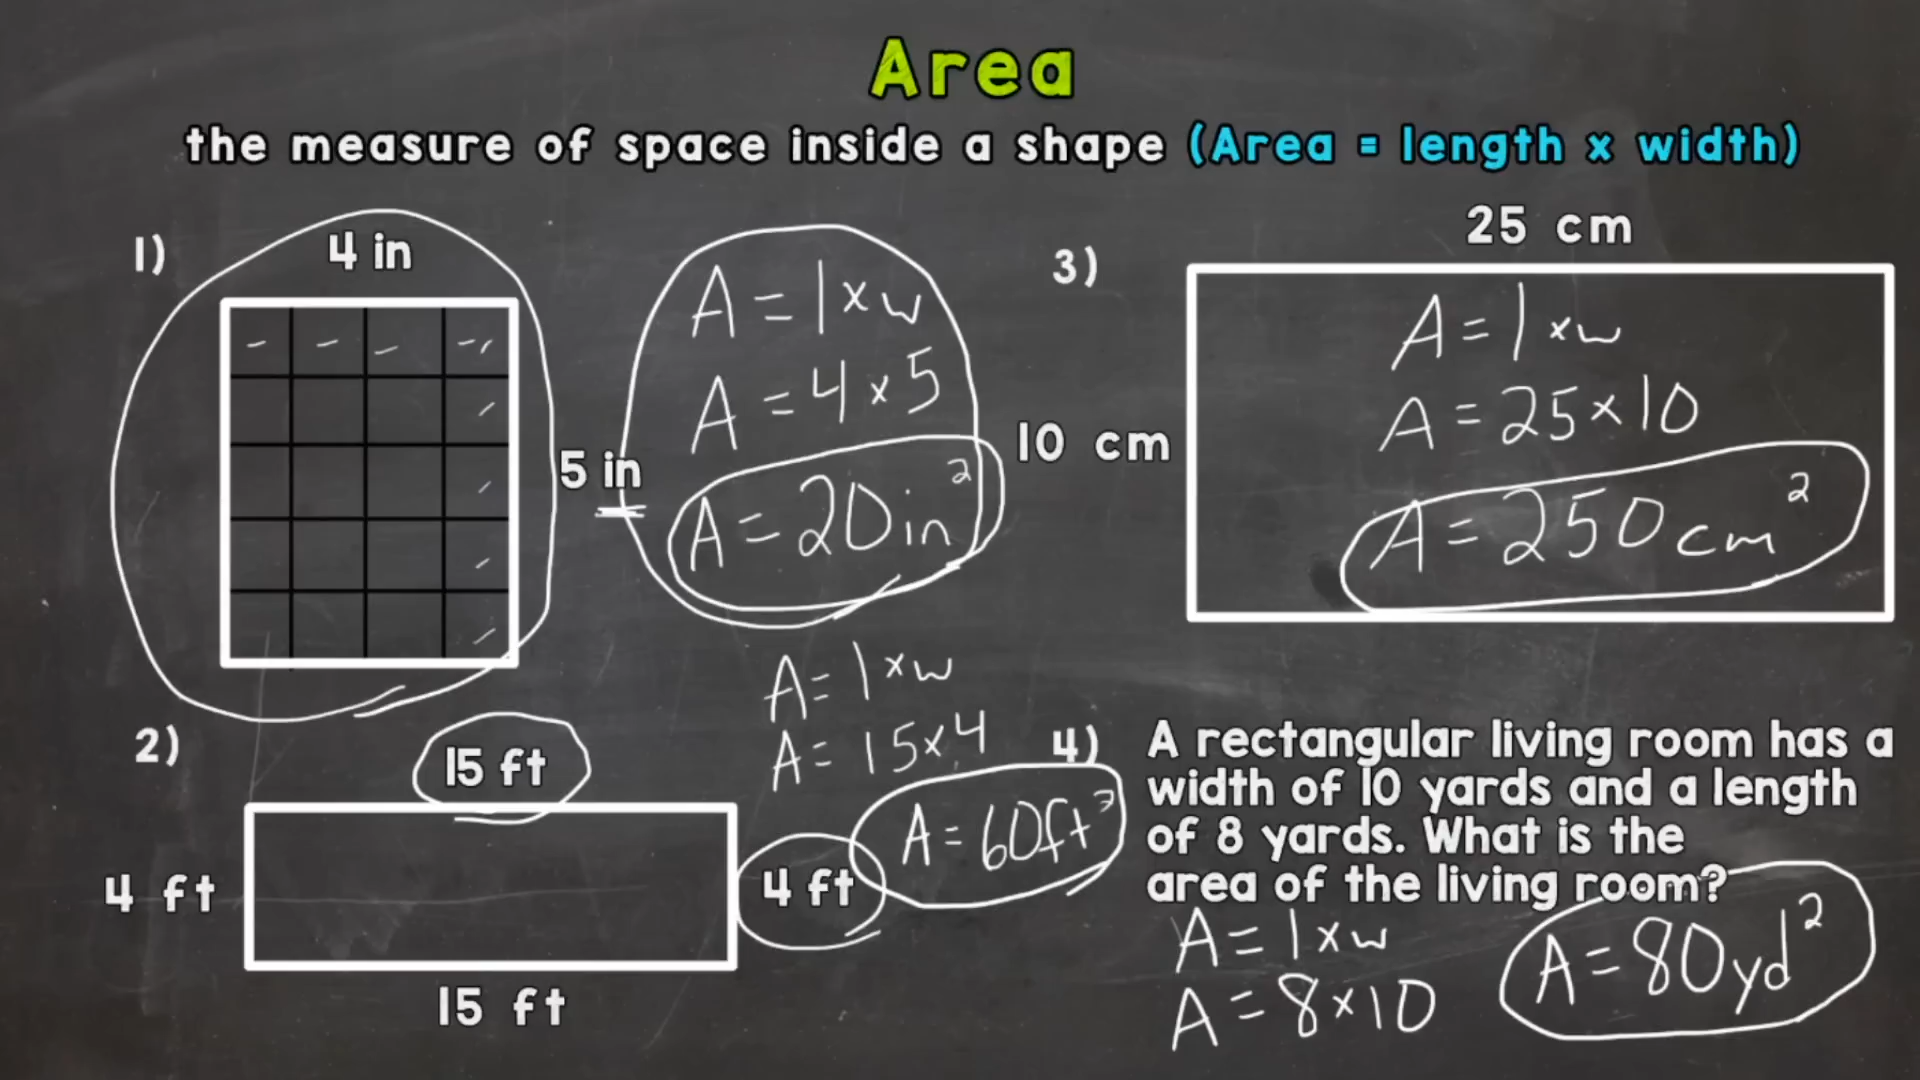 Area
the measure of space inside a shape (Area = length x width)
1)
4 in
5 in
A = l x w
A = 4 x 5
A = 20in²
3)
25 cm
10 cm
A = l x w
A = 25 x 10
A = 250cm²
2)
15 ft
4 ft
4 ft
15 ft
A = l x w
A = 15 x 4
A = 60ft²
4)
A rectangular living room has a
width of 10 yards and a length
of 8 yards. What is the
area of the living room?
A = l x w
A = 8 x 10
A = 80yd²